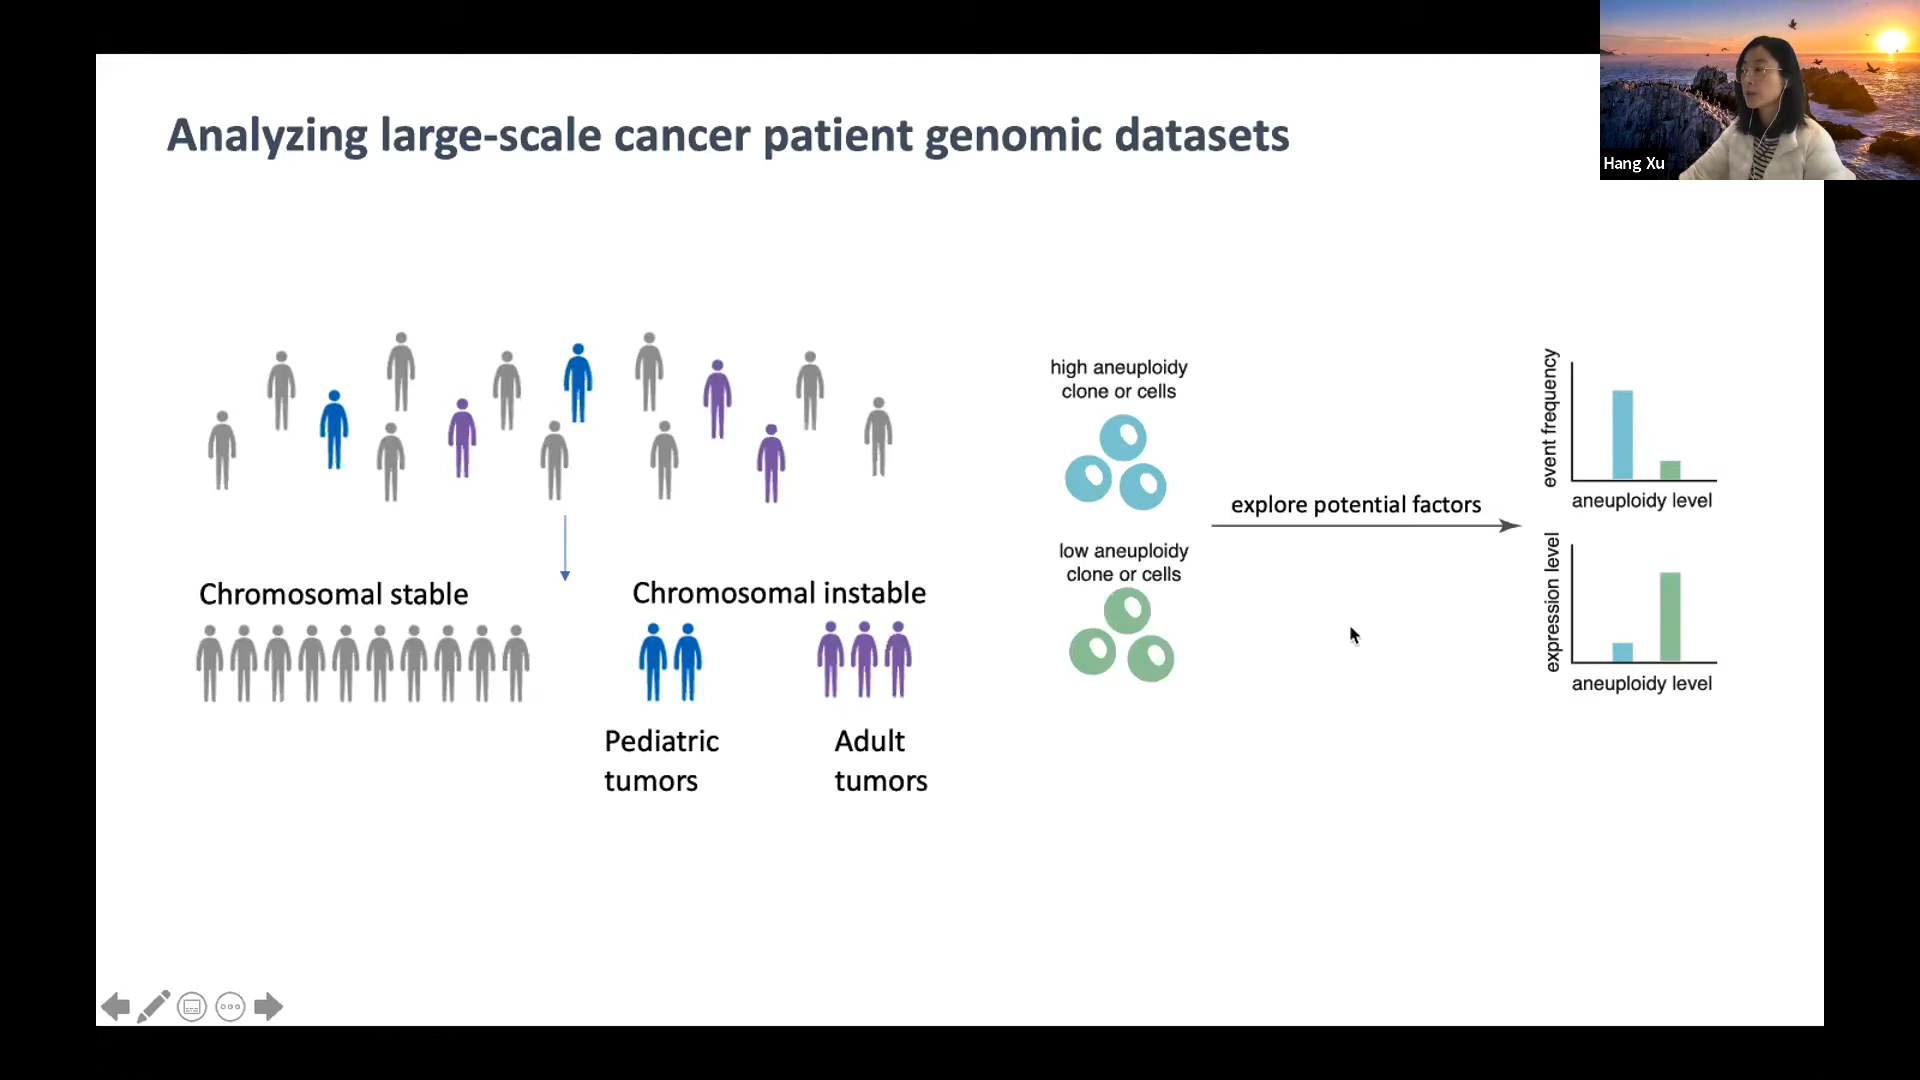 Analyzing large-scale cancer patient genomic datasets
Hang Xu
Chromosomal stable
Chromosomal instable
Pediatric
tumors
Adult
tumors
high aneuploidy
clone or cells
low aneuploidy
clone or cells
explore potential factors
event frequency
aneuploidy level
expression level
aneuploidy level